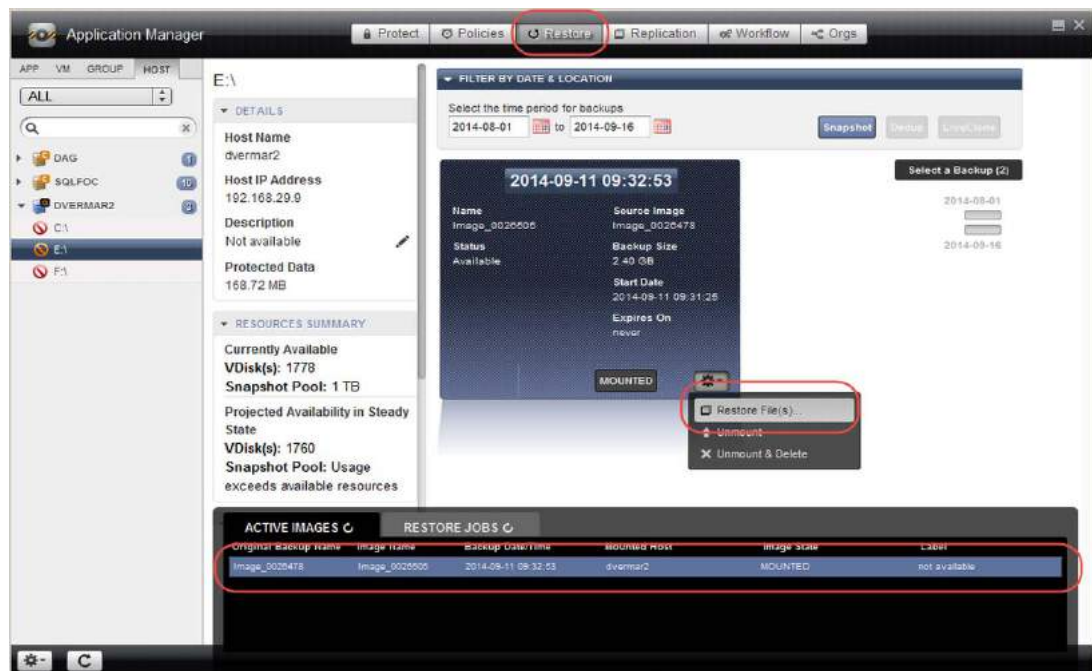 Application Manager
Protect
Policies
Restore
Replication
Workflow
Orgs
APP VM GROUP HOST
ALL
DAG
SQLFOC
DVERMAR2
C:\
E:\
F:\
E:\
DETAILS
Host Name
dvermar2
Host IP Address
192.168.29.9
Description
Not available
Protected Data
168.72 MB
RESOURCES SUMMARY
Currently Available
VDisk(s): 1778
Snapshot Pool: 1 TB
Projected Availability in Steady
State
VDisk(s): 1760
Snapshot Pool: Usage
exceeds available resources
FILTER BY DATE & LOCATION
Select the time period for backups
2014-08-01 to 2014-09-16
Snapshot
Dedup
LiveClone
2014-09-11 09:32:53
Name
Image_0026606
Status
Available
Source Image
Image_0026478
Backup Size
2.40 GB
Start Date
2014-09-11 09:31:25
Expires On
never
MOUNTED
Restore File(s)...
Unmount
Unmount & Delete
Select a Backup (2)
2014-08-01
2014-09-16
ACTIVE IMAGES
RESTORE JOBS
Original Backup Name Image Name Backup Date/Time Mounted Host Image State Label
Image_0026478 Image_0026606 2014-09-11 09:32:53 dvermar2 MOUNTED not available